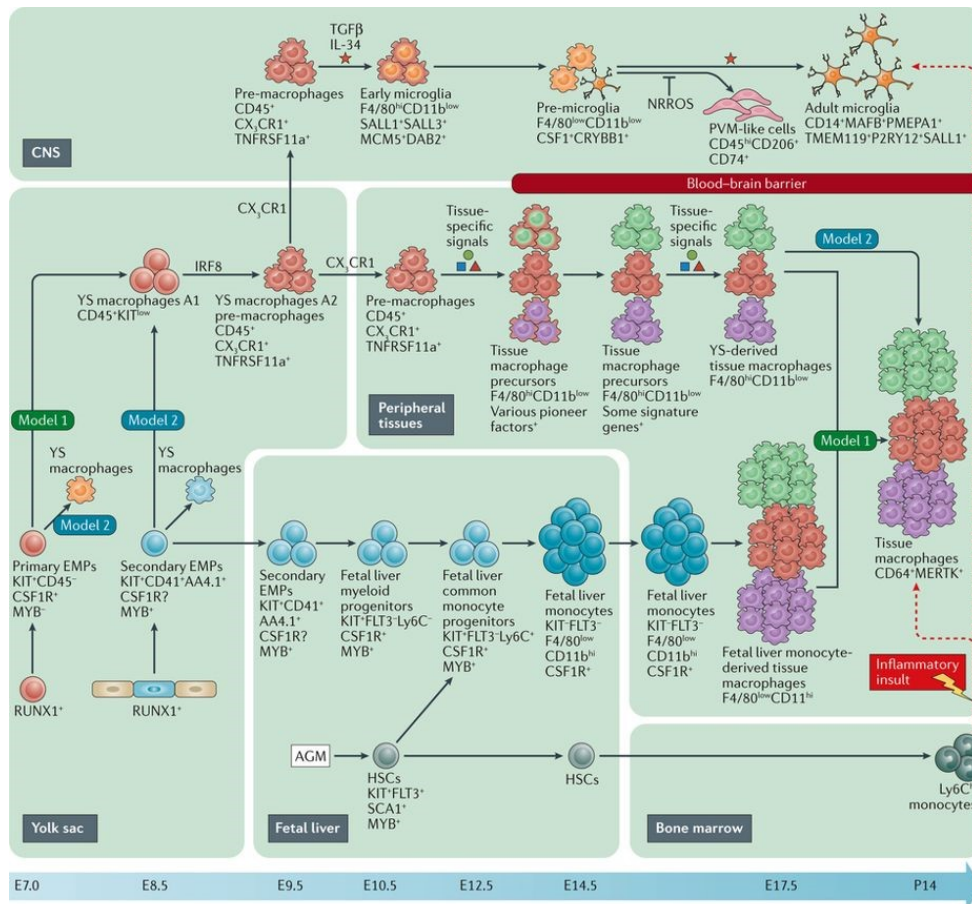 TGFβ
IL-34
Pre-macrophages
CD45⁺
CX₃CR1⁺
TNFRSF11a⁺
Early microglia
F4/80ʰⁱCD11bˡᵒʷ
SALL1⁺SALL3⁺
MCM5⁺DAB2⁺
Pre-microglia
F4/80ˡᵒʷCD11bˡᵒʷ
CSF1⁺CRYBB1⁺
NRROS
PVM-like cells
CD45ʰⁱCD206⁺
CD74⁺
Adult microglia
CD14⁺MAFB⁺PMEPA1⁺
TMEM119⁺P2RY12⁺SALL1⁺
CNS
Blood–brain barrier
CX₃CR1
YS macrophages A1
CD45⁺KITˡᵒʷ
IRF8
YS macrophages A2
pre-macrophages
CD45⁺
CX₃CR1⁺
TNFRSF11a⁺
CX₃CR1
Pre-macrophages
CD45⁺
CX₃CR1⁺
TNFRSF11a⁺
Tissue-
specific
signals
Tissue
macrophage
precursors
F4/80ʰⁱCD11bˡᵒʷ
Various pioneer
factors⁺
Tissue
macrophage
precursors
F4/80ʰⁱCD11bˡᵒʷ
Some signature
genes⁺
Tissue-
specific
signals
YS-derived
tissue macrophages
F4/80ʰⁱCD11bˡᵒʷ
Model 2
Model 1
Tissue
macrophages
CD64⁺MERTK⁺
Peripheral
tissues
Model 1
Model 2
YS
macrophages
Model 2
YS
macrophages
Primary EMPs
KIT⁺CD45⁻
CSF1R⁺
MYB⁻
Secondary EMPs
KIT⁺CD41⁺AA4.1⁺
CSF1R?
MYB⁺
RUNX1⁺
RUNX1⁺
Yolk sac
Secondary
EMPs
KIT⁺CD41⁺
AA4.1⁺
CSF1R?
MYB⁺
Fetal liver
myeloid
progenitors
KIT⁺FLT3⁻Ly6C⁻
CSF1R⁺
MYB⁺
Fetal liver
common
monocyte
progenitors
KIT⁺FLT3⁻Ly6C⁺
CSF1R⁺
MYB⁺
Fetal liver
monocytes
KIT⁻FLT3⁻
F4/80ˡᵒʷ
CD11bʰⁱ
CSF1R⁺
Fetal liver
monocytes
KIT⁻FLT3⁻
F4/80ˡᵒʷ
CD11bʰⁱ
CSF1R⁺
Fetal liver monocyte-
derived tissue
macrophages
F4/80ˡᵒʷCD11ʰⁱ
Inflammatory
insult
AGM
HSCs
KIT⁺FLT3⁺
SCA1⁺
MYB⁺
HSCs
Fetal liver
Ly6C
monocytes
Bone marrow
E7.0 E8.5 E9.5 E10.5 E12.5 E14.5 E17.5 P14